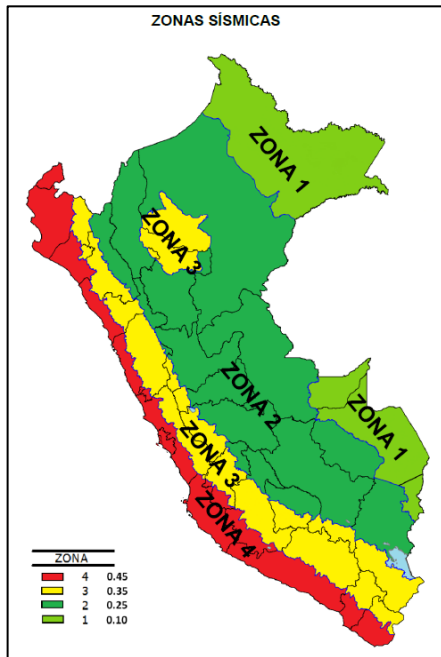 ZONAS SÍSMICAS
ZONA 1
ZONA 3
ZONA 2
ZONA 1
ZONA 3
ZONA 4
ZONA
4 0.45
3 0.35
2 0.25
1 0.10